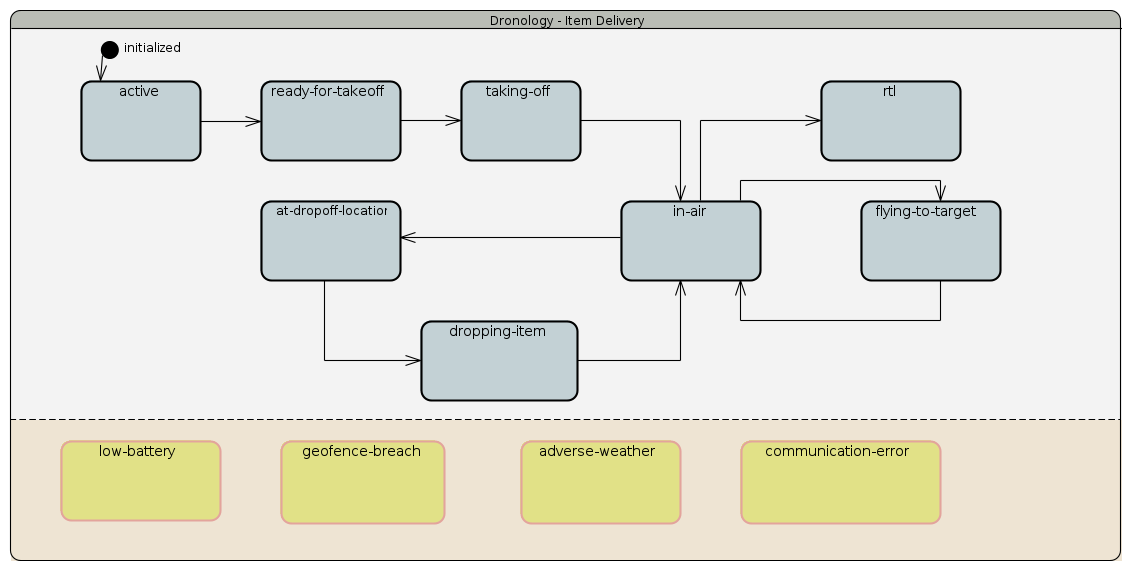 Dronology - Item Delivery
initialized
active
ready-for-takeoff
taking-off
rtl
at-dropoff-location
in-air
flying-to-target
dropping-item
low-battery
geofence-breach
adverse-weather
communication-error